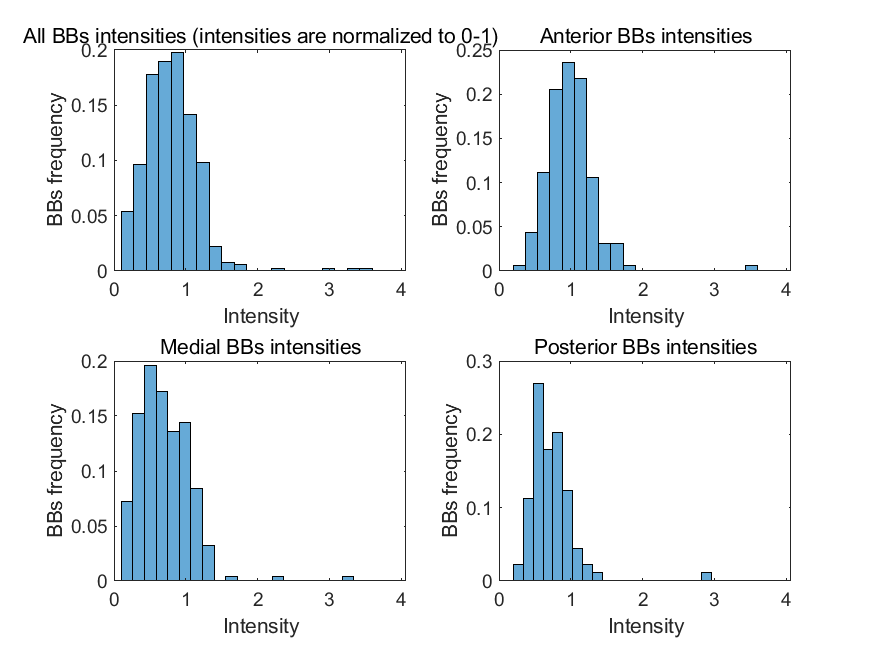 All BBs intensities (intensities are normalized to 0-1)
0.2
0.15
0.1
0.05
0
BBs frequency
0 1 2 3 4
Intensity
Anterior BBs intensities
0.25
0.2
0.15
0.1
0.05
0
BBs frequency
0 1 2 3 4
Intensity
Medial BBs intensities
0.2
0.15
0.1
0.05
0
BBs frequency
0 1 2 3 4
Intensity
Posterior BBs intensities
0.3
0.2
0.1
0
BBs frequency
0 1 2 3 4
Intensity